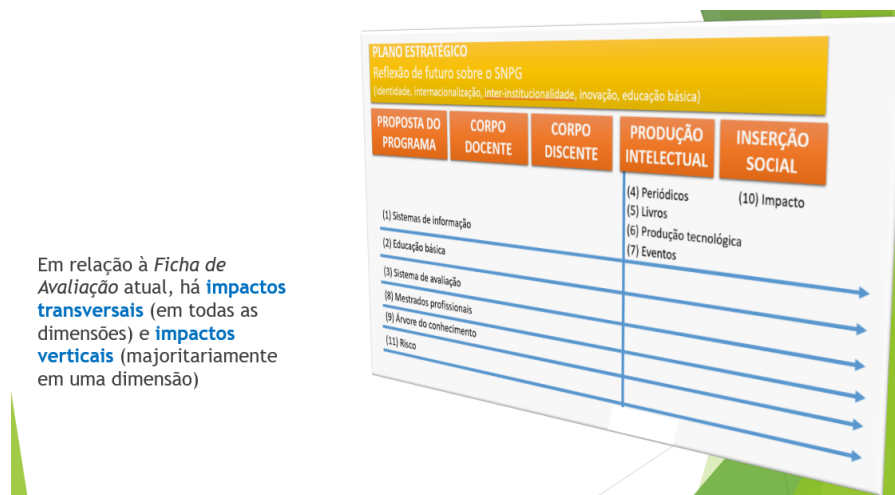 Em relação à Ficha de
Avaliação atual, há impactos
transversais (em todas as
dimensões) e impactos
verticais (majoritariamente
em uma dimensão)
PLANO ESTRATÉGICO
Reflexão de futuro sobre o SNPG
(identidade, internacionalização, inter-institucionalidade, inovação, educação básica)
PROPOSTA DO
PROGRAMA
CORPO
DOCENTE
CORPO
DISCENTE
PRODUÇÃO
INTELECTUAL
INSERÇÃO
SOCIAL
(4) Periódicos
(5) Livros
(6) Produção tecnológica
(7) Eventos
(10) Impacto
(1) Sistemas de informação
(2) Educação básica
(3) Sistema de avaliação
(8) Mestrados profissionais
(9) Árvore do conhecimento
(11) Risco